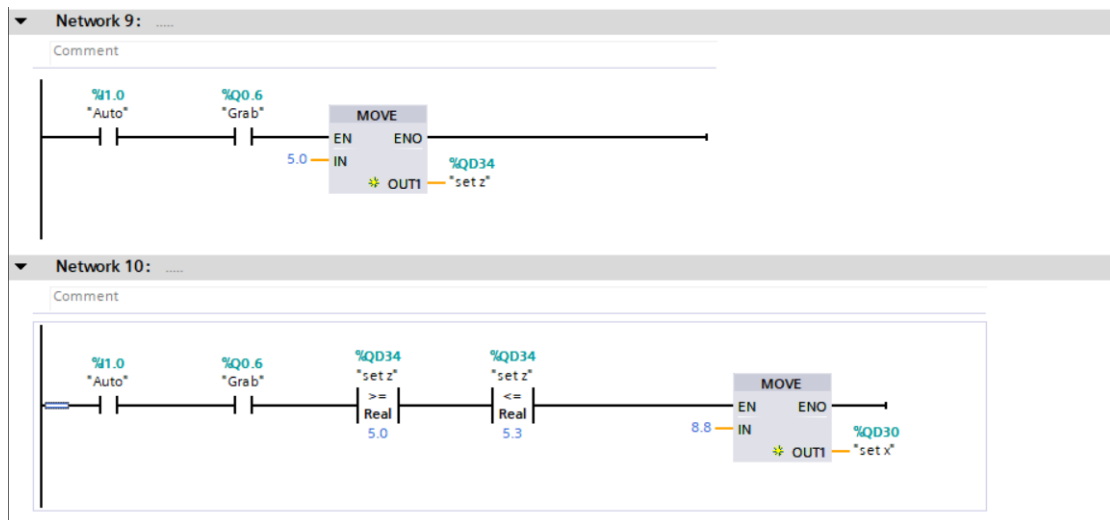 Network 9: .....
Comment
%I1.0 %Q0.6
"Auto" "Grab" MOVE
EN ENO
5.0 IN %QD34
OUT1 "set z"
Network 10: .....
Comment
%I1.0 %Q0.6 %QD34 %QD34
"Auto" "Grab" "set z" "set z" MOVE
>= <= EN ENO
Real Real
5.0 5.3 8.8 IN %QD30
OUT1 "set x"